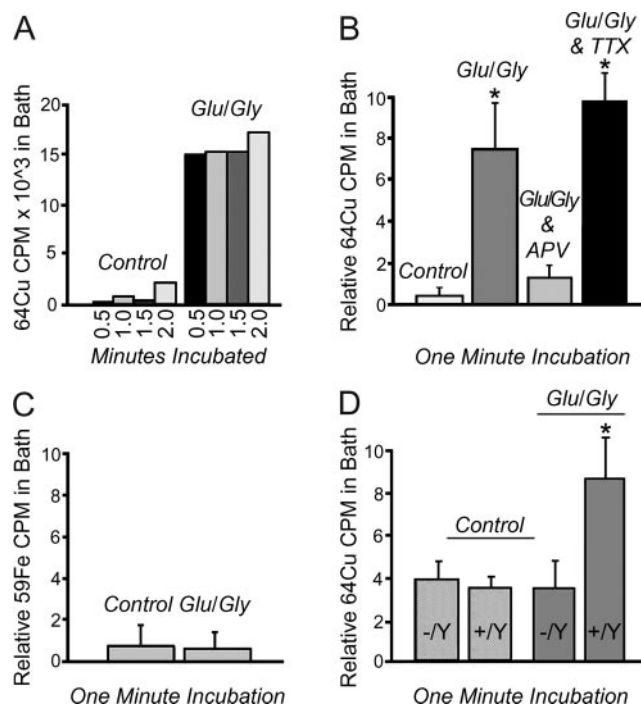 A
64Cu CPM x 10^3 in Bath
20
15
10
5
0
Control
Glu/Gly
0.5
1.0
1.5
2.0
0.5
1.0
1.5
2.0
Minutes Incubated
B
Relative 64Cu CPM in Bath
10
8
6
4
2
0
Control
Glu/Gly
*
Glu/Gly
&
APV
Glu/Gly
& TTX
*
One Minute Incubation
C
Relative 59Fe CPM in Bath
10
8
6
4
2
0
Control Glu/Gly
One Minute Incubation
D
Relative 64Cu CPM in Bath
10
8
6
4
2
0
Control
Glu/Gly
*
-/Y
+/Y
-/Y
+/Y
One Minute Incubation